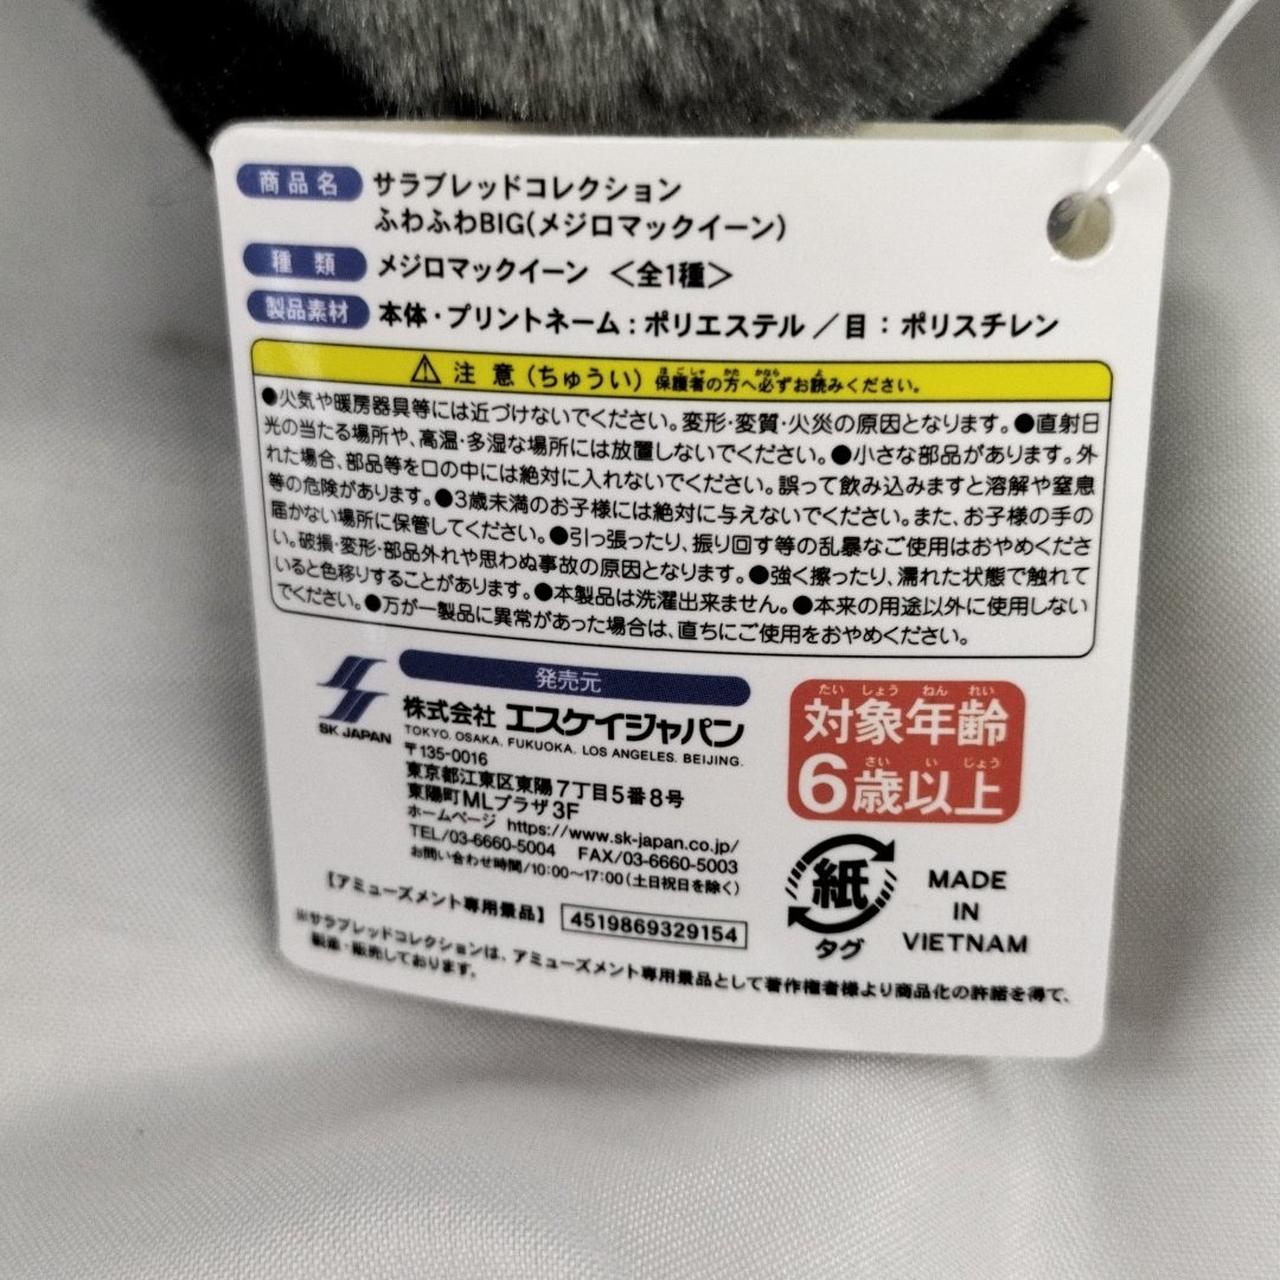 商品名 サラブレッドコレクション
ふわふわBIG(メジロマックイーン)
種類 メジロマックイーン <全1種>
製品素材 本体・プリントネーム:ポリエステル/目:ポリスチレン
注意(ちゅうい)保護者の方へ必ずお読みください。
ほごしゃ かた かなら よ
●火気や暖房器具等には近づけないでください。変形・変質・火災の原因となります。●直射日
光の当たる場所や、高温・多湿な場所には放置しないでください。●小さな部品があります。外
れた場合、部品等を口の中には絶対に入れないでください。誤って飲み込みますと溶解や窒息
等の危険があります。●3歳未満のお子様には絶対に与えないでください。また、お子様の手の
届かない場所に保管してください。●引っ張ったり、振り回す等の乱暴なご使用はおやめくださ
い。破損・変形・部品外れや思わぬ事故の原因となります。●強く擦ったり、濡れた状態で触れて
いると色移りすることがあります。●本製品は洗濯出来ません。●本来の用途以外に使用しない
でください。●万が一製品に異常があった場合は、直ちにご使用をおやめください。
SK JAPAN
発売元
株式会社 エスケイジャパン
TOKYO. OSAKA. FUKUOKA. LOS ANGELES. BEIJING.
〒135-0016
東京都江東区東陽7丁目5番8号
東陽町MLプラザ3F
ホームページ https://www.sk-japan.co.jp/
TEL/03-6660-5004 FAX/03-6660-5003
お問い合わせ時間/10:00~17:00(土日祝日を除く)
たいしょうねんれい
対象年齢
さい い じょう
6歳以上
紙
タグ
MADE
IN
VIETNAM
【アミューズメント専用景品】 4519869329154
※サラブレッドコレクションは、アミューズメント専用景品として著作権者様より商品化の許諾を得て、
製造・販売しております。